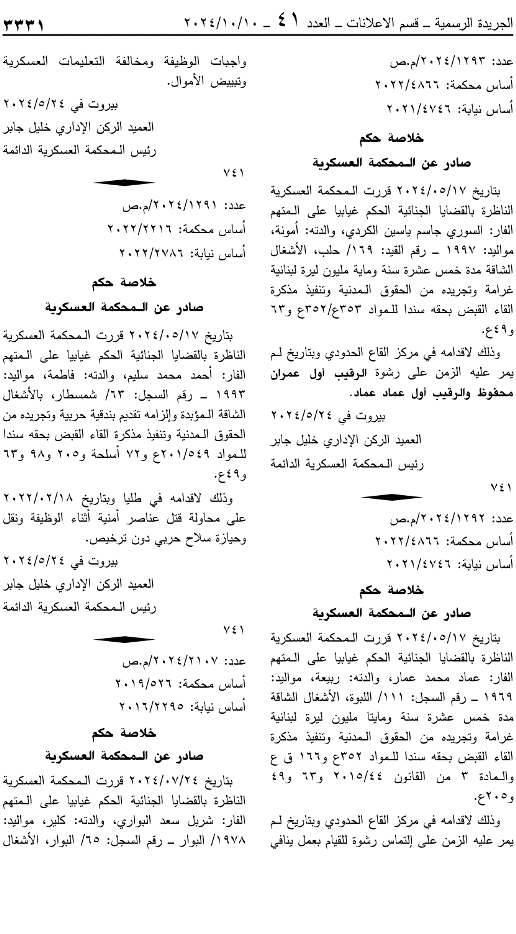 الجريدة الرسمية ــ قسم الاعلانات ــ العدد ٤١ ــ ٢٠٢٤/١٠/١٠
٣٣٣١
عدد: ٢٠٢٤/١٢٩٣/م.ص
أساس محكمة: ٢٠٢٢/٤٨٦٦
أساس نيابة: ٢٠٢١/٤٧٤٦
خلاصة حكم
صادر عن المحكمة العسكرية
بتاريخ ٢٠٢٤/٠٥/١٧ قررت المحكمة العسكرية
الناظرة بالقضايا الجنائية الحكم غيابيا على المتهم
الفار: السوري جاسم ياسين الكردي، والدته: أمونة،
مواليد: ١٩٩٧ ــ رقم القيد: ١٦٩/ حلب، الأشغال
الشاقة مدة خمس عشرة سنة وماية مليون ليرة لبنانية
غرامة وتجريده من الحقوق المدنية وتنفيذ مذكرة
القاء القبض بحقه سندا للمواد ٣٥٣ع/٣٥٢ع و٦٣
و٤٩ع.
وذلك لاقدامه في مركز القاع الحدودي وبتاريخ لم
يمر عليه الزمن على رشوة الرقيب أول عمران
محفوظ والرقيب أول عماد عماد.
بيروت في ٢٠٢٤/٥/٢٤
العميد الركن الإداري خليل جابر
رئيس المحكمة العسكرية الدائمة
٧٤١
عدد: ٢٠٢٤/١٢٩٢/م.ص
أساس محكمة: ٢٠٢٢/٤٨٦٦
أساس نيابة: ٢٠٢١/٤٧٤٦
خلاصة حكم
صادر عن المحكمة العسكرية
بتاريخ ٢٠٢٤/٠٥/١٧ قررت المحكمة العسكرية
الناظرة بالقضايا الجنائية الحكم غيابيا على المتهم
الفار: عماد محمد عمار، والدته: ربيعة، مواليد:
١٩٦٩ ــ رقم السجل: ١١١/ اللبوة، الأشغال الشاقة
مدة خمس عشرة سنة ومايتا مليون ليرة لبنانية
غرامة وتجريده من الحقوق المدنية وتنفيذ مذكرة
القاء القبض بحقه سندا للمواد ٣٥٢ع و١٦٦ ق ع
والمادة ٣ من القانون ٢٠١٥/٤٤ و٦٣ و٤٩
و٢٠٥ع.
وذلك لاقدامه في مركز القاع الحدودي وبتاريخ لم
يمر عليه الزمن على إلتماس رشوة للقيام بعمل ينافي
واجبات الوظيفة ومخالفة التعليمات العسكرية
وتبييض الأموال.
بيروت في ٢٠٢٤/٥/٢٤
العميد الركن الإداري خليل جابر
رئيس المحكمة العسكرية الدائمة
٧٤١
عدد: ٢٠٢٤/١٢٩١/م.ص
أساس محكمة: ٢٠٢٢/٢٢١٦
أساس نيابة: ٢٠٢٢/٢٧٨٦
خلاصة حكم
صادر عن المحكمة العسكرية
بتاريخ ٢٠٢٤/٠٥/١٧ قررت المحكمة العسكرية
الناظرة بالقضايا الجنائية الحكم غيابيا على المتهم
الفار: أحمد محمد سليم، والدته: فاطمة، مواليد:
١٩٩٣ ــ رقم السجل: ٦٣/ شمسطار، بالأشغال
الشاقة المؤبدة وإلزامه تقديم بندقية حربية وتجريده من
الحقوق المدنية وتنفيذ مذكرة القاء القبض بحقه سندا
للمواد ٢٠١/٥٤٩ع و٧٢ أسلحة و٢٠٥ و٩٨ و٦٣
و٤٩ع.
وذلك لاقدامه في طليا وبتاريخ ٢٠٢٢/٠٢/١٨
على محاولة قتل عناصر أمنية أثناء الوظيفة ونقل
وحيازة سلاح حربي دون ترخيص.
بيروت في ٢٠٢٤/٥/٢٤
العميد الركن الإداري خليل جابر
رئيس المحكمة العسكرية الدائمة
٧٤١
عدد: ٢٠٢٤/٢١٠٧/م.ص
أساس محكمة: ٢٠١٩/٥٢٦
أساس نيابة: ٢٠١٦/٢٢٩٥
خلاصة حكم
صادر عن المحكمة العسكرية
بتاريخ ٢٠٢٤/٠٧/٢٤ قررت المحكمة العسكرية
الناظرة بالقضايا الجنائية الحكم غيابيا على المتهم
الفار: شربل سعد البواري، والدته: كلير، مواليد:
١٩٧٨/ البوار ــ رقم السجل: ٦٥/ البوار، الأشغال